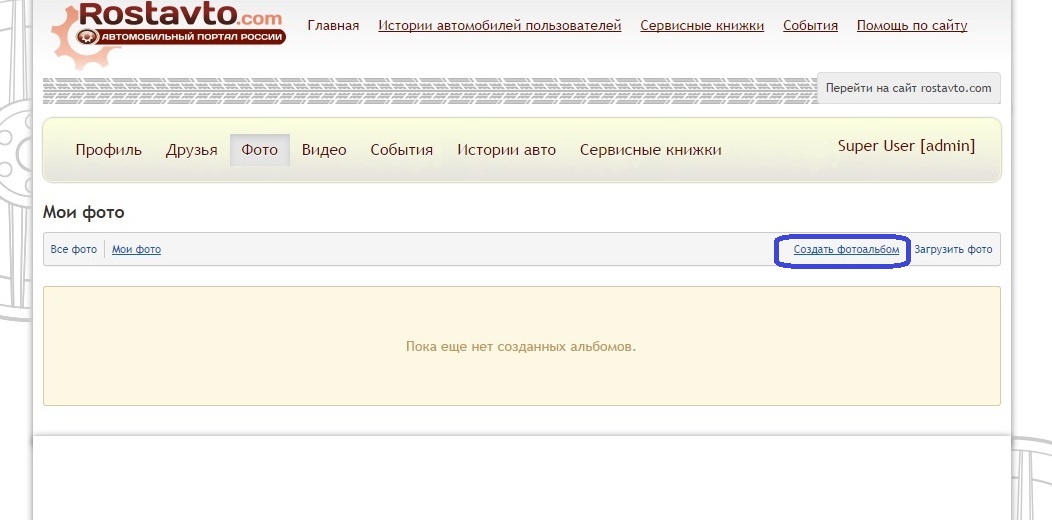 Rostavto.com
АВТОМОБИЛЬНЫЙ ПОРТАЛ РОССИИ
Главная Истории автомобилей пользователей Сервисные книжки События Помощь по сайту
Перейти на сайт rostavto.com
Профиль Друзья Фото Видео События Истории авто Сервисные книжки Super User [admin]
Мои фото
Все фото Мои фото Создать фотоальбом Загрузить фото
Пока еще нет созданных альбомов.